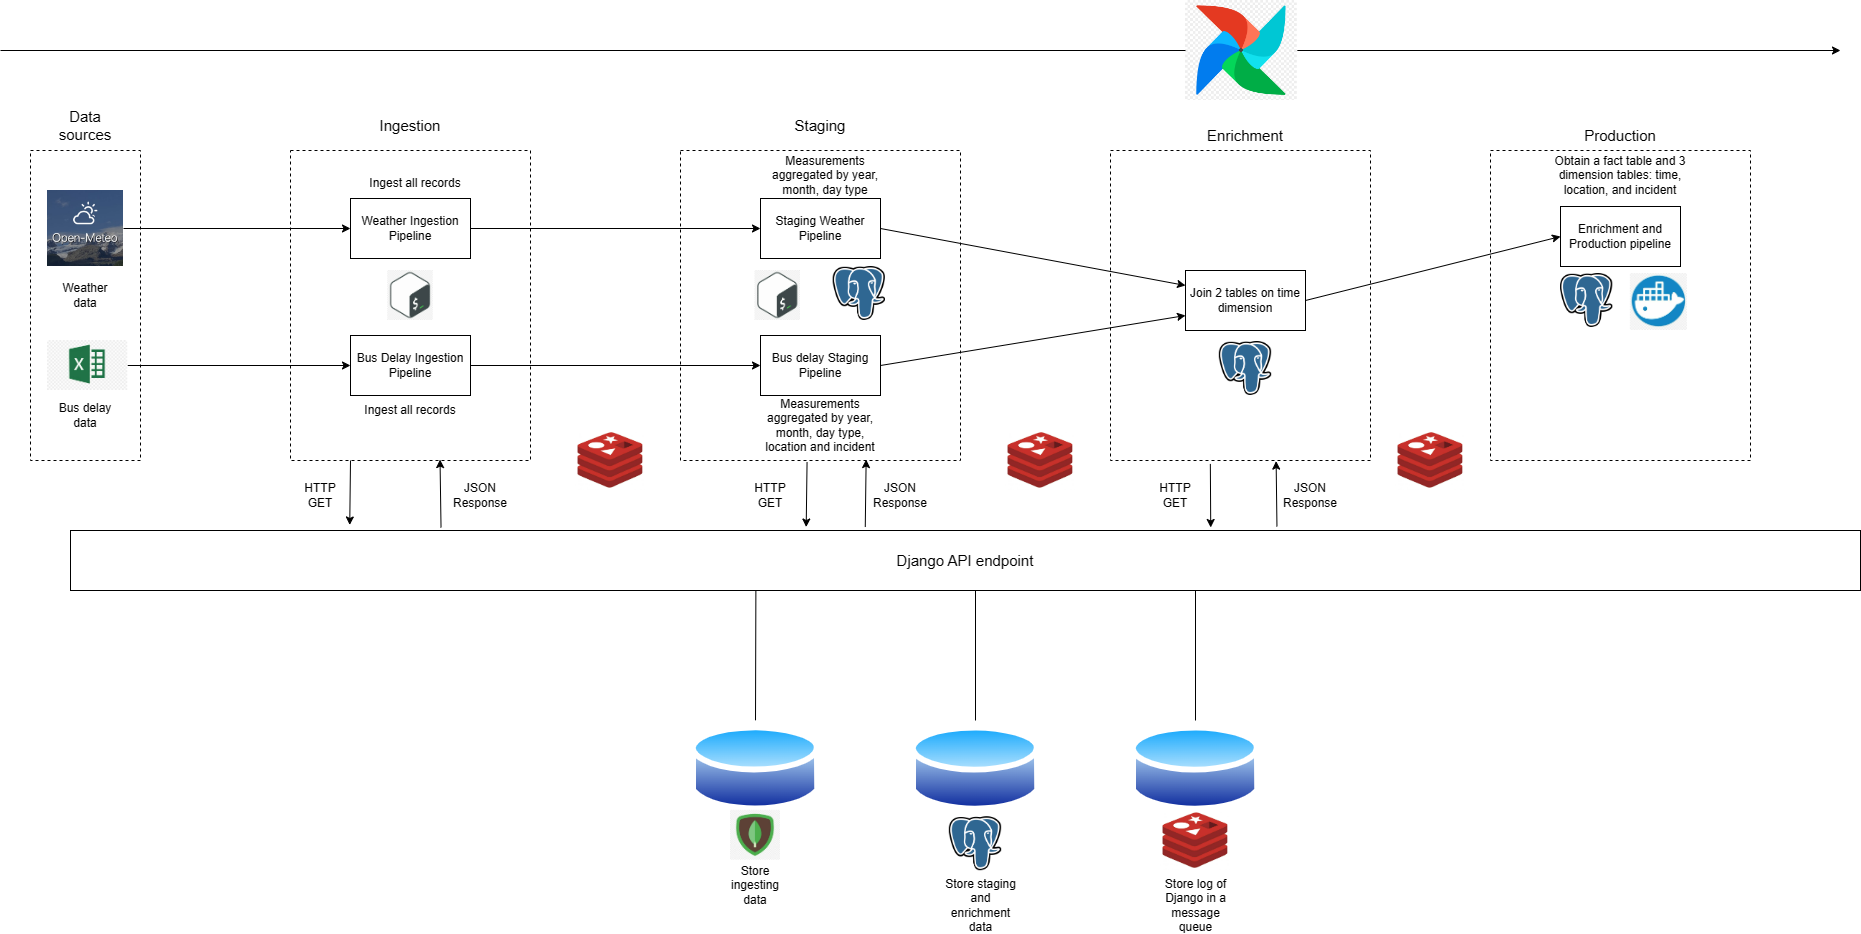 Data
sources
Ingestion
Staging
Enrichment
Production
Open-Meteo
Weather
data
Bus delay
data
Ingest all records
Weather Ingestion
Pipeline
$
Bus Delay Ingestion
Pipeline
Ingest all records
Measurements
aggregated by year,
month, day type
Staging Weather
Pipeline
$
Bus delay Staging
Pipeline
Measurements
aggregated by year,
month, day type,
location and incident
Join 2 tables on time
dimension
Obtain a fact table and 3
dimension tables: time,
location, and incident
Enrichment and
Production pipeline
X
HTTP
GET
JSON
Response
HTTP
GET
JSON
Response
HTTP
GET
JSON
Response
Django API endpoint
Store
ingesting
data
Store staging
and
enrichment
data
Store log of
Django in a
message
queue